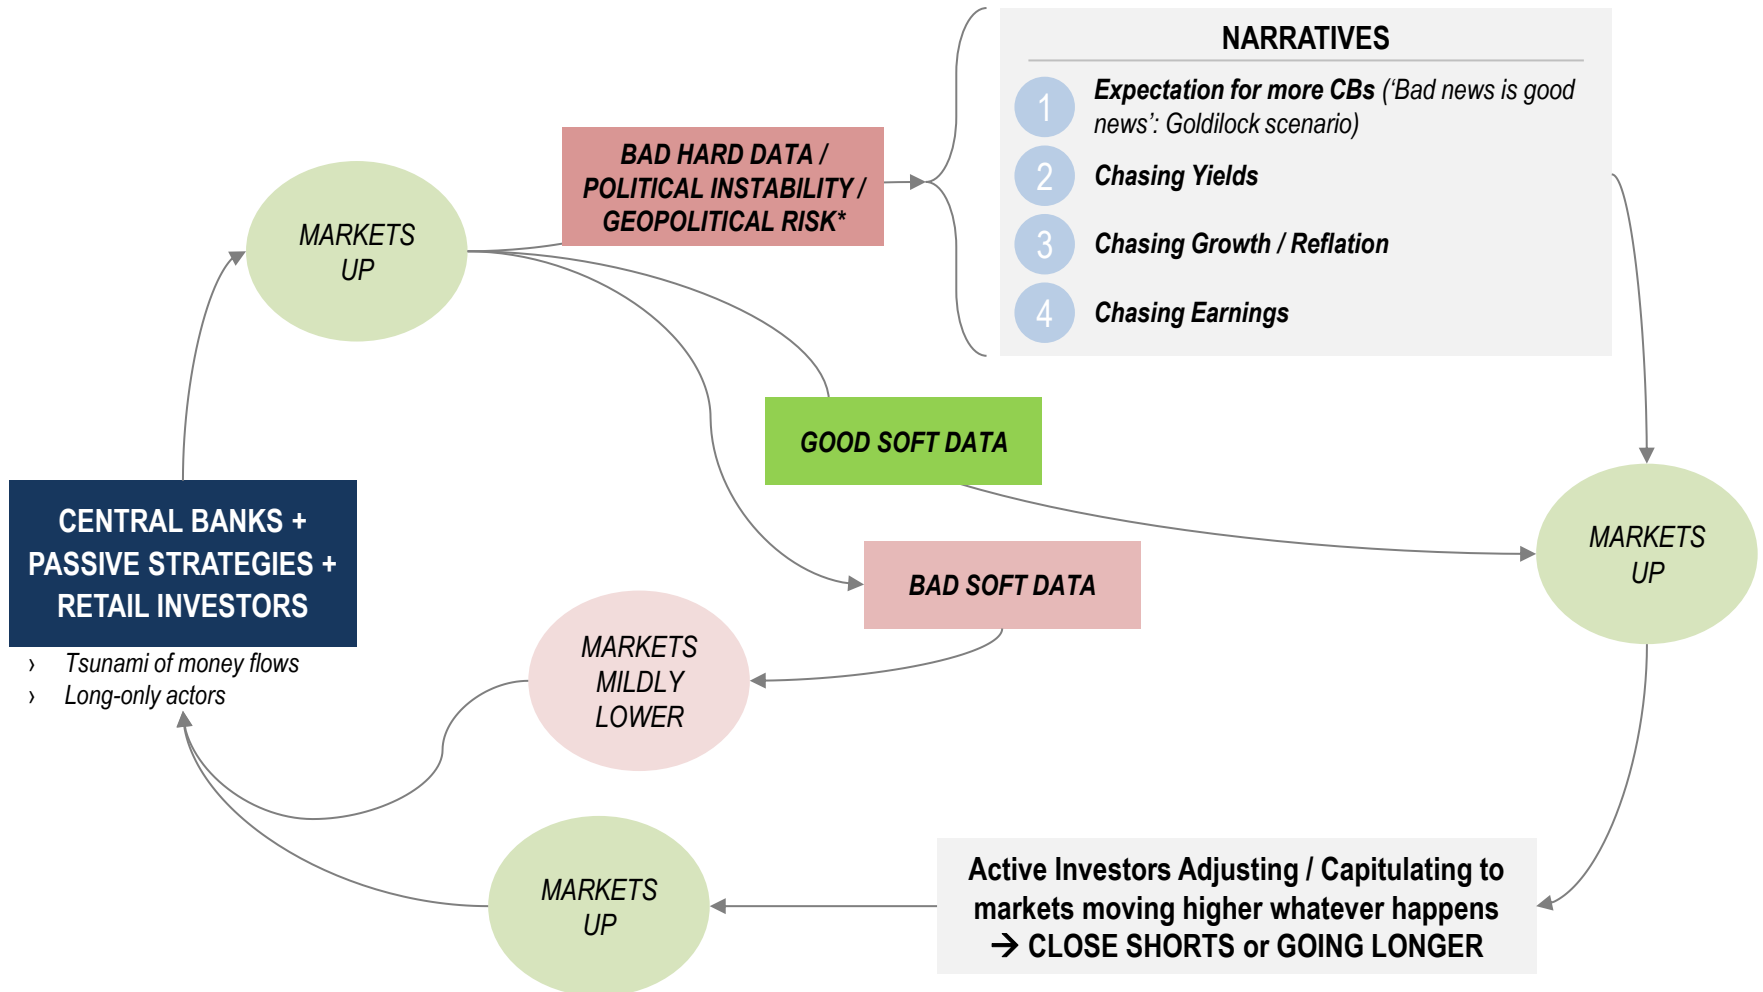 NARRATIVES
1
Expectation for more CBs (‘Bad news is good
news’: Goldilock scenario)
2
Chasing Yields
3
Chasing Growth / Reflation
4
Chasing Earnings
BAD HARD DATA /
POLITICAL INSTABILITY /
GEOPOLITICAL RISK*
MARKETS
UP
GOOD SOFT DATA
CENTRAL BANKS +
PASSIVE STRATEGIES +
RETAIL INVESTORS
› Tsunami of money flows
› Long-only actors
BAD SOFT DATA
MARKETS
UP
MARKETS
MILDLY
LOWER
MARKETS
UP
Active Investors Adjusting / Capitulating to
markets moving higher whatever happens
→ CLOSE SHORTS or GOING LONGER